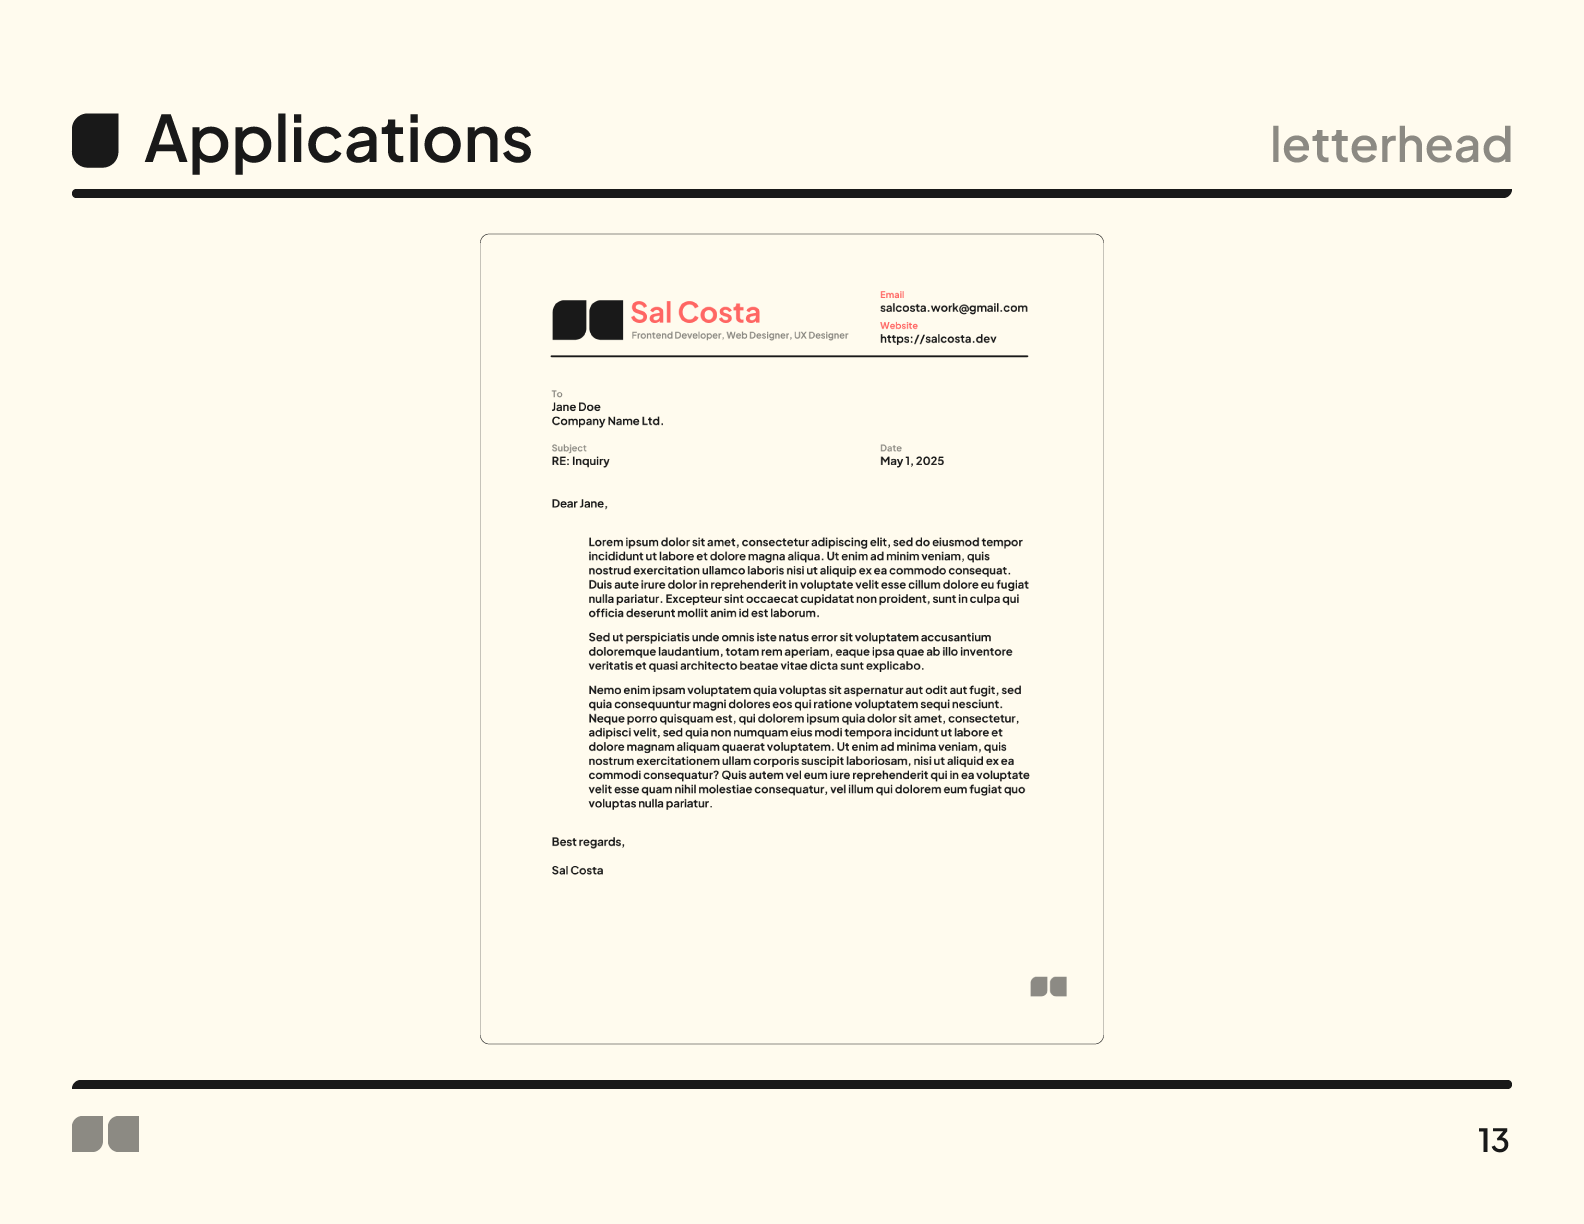 Applications
letterhead
Sal Costa
Frontend Developer, Web Designer, UX Designer
Email
salcosta.work@gmail.com
Website
https://salcosta.dev
To
Jane Doe
Company Name Ltd.
Subject
RE: Inquiry
Date
May 1, 2025
Dear Jane,
Lorem ipsum dolor sit amet, consectetur adipiscing elit, sed do eiusmod tempor
incididunt ut labore et dolore magna aliqua. Ut enim ad minim veniam, quis
nostrud exercitation ullamco laboris nisi ut aliquip ex ea commodo consequat.
Duis aute irure dolor in reprehenderit in voluptate velit esse cillum dolore eu fugiat
nulla pariatur. Excepteur sint occaecat cupidatat non proident, sunt in culpa qui
officia deserunt mollit anim id est laborum.
Sed ut perspiciatis unde omnis iste natus error sit voluptatem accusantium
doloremque laudantium, totam rem aperiam, eaque ipsa quae ab illo inventore
veritatis et quasi architecto beatae vitae dicta sunt explicabo.
Nemo enim ipsam voluptatem quia voluptas sit aspernatur aut odit aut fugit, sed
quia consequuntur magni dolores eos qui ratione voluptatem sequi nesciunt.
Neque porro quisquam est, qui dolorem ipsum quia dolor sit amet, consectetur,
adipisci velit, sed quia non numquam eius modi tempora incidunt ut labore et
dolore magnam aliquam quaerat voluptatem. Ut enim ad minima veniam, quis
nostrum exercitationem ullam corporis suscipit laboriosam, nisi ut aliquid ex ea
commodi consequatur? Quis autem vel eum iure reprehenderit qui in ea voluptate
velit esse quam nihil molestiae consequatur, vel illum qui dolorem eum fugiat quo
voluptas nulla pariatur.
Best regards,
Sal Costa
13